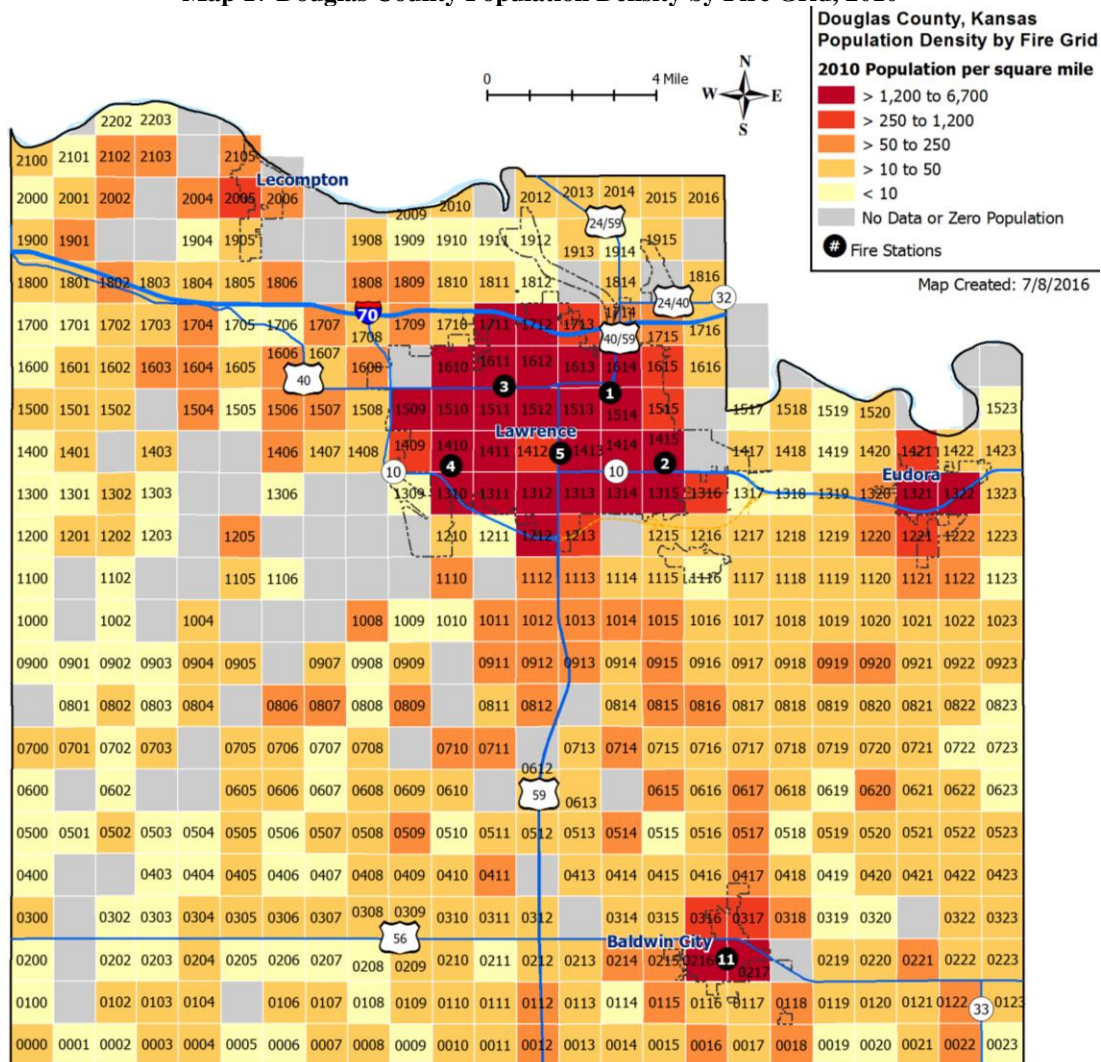 Map 1: Douglas County Population Density by Fire Grid, 2010
Douglas County, Kansas
Population Density by Fire Grid
2010 Population per square mile
> 1,200 to 6,700
> 250 to 1,200
> 50 to 250
> 10 to 50
< 10
No Data or Zero Population
# Fire Stations
Map Created: 7/8/2016
0 4 Mile
N
W E
S
2202 2203
2100 2101 2102 2103 2105
Lecompton
2000 2001 2002 2004 2005 2006 2009 2010 2012 2013 2014 2015 2016
24/59
1900 1901 1904 1905 1908 1909 1910 1911 1912 1913 1914 1915
1800 1801 1802 1803 1804 1805 1806 1808 1809 1810 1811 1812 1814 1816
24/40 32
70
1700 1701 1702 1703 1704 1705 1706 1707 1708 1709 1710 1711 1712 1713 1714 1715 1716
40/59
1600 1601 1602 1603 1604 1605 1606 1607 1608 1610 1611 1612 1613 1614 1615 1616
40 3 1
1500 1501 1502 1504 1505 1506 1507 1508 1509 1510 1511 1512 1513 1514 1515 1517 1518 1519 1520 1523
Lawrence
1400 1401 1403 1406 1407 1408 1409 1410 1411 1412 1413 1414 1415 1417 1418 1419 1420 1421 1422 1423
10 4 5 10 2
Eudora
1300 1301 1302 1303 1306 1309 1310 1311 1312 1313 1314 1315 1316 1317 1318 1319 1320 1321 1322 1323
1200 1201 1202 1203 1205 1210 1211 1212 1213 1215 1216 1217 1218 1219 1220 1221 1222 1223
1100 1102 1105 1106 1110 1112 1113 1114 1115 1116 1117 1118 1119 1120 1121 1122 1123
1000 1002 1004 1008 1009 1010 1011 1012 1013 1014 1015 1016 1017 1018 1019 1020 1021 1022 1023
0900 0901 0902 0903 0904 0905 0907 0908 0909 0911 0912 0913 0914 0915 0916 0917 0918 0919 0920 0921 0922 0923
0801 0802 0803 0804 0806 0807 0808 0809 0811 0812 0814 0815 0816 0817 0818 0819 0820 0821 0822 0823
0700 0701 0702 0703 0705 0706 0707 0708 0710 0711 0713 0714 0715 0716 0717 0718 0719 0720 0721 0722 0723
0600 0602 0605 0606 0607 0608 0609 0610 0612 0613 0615 0616 0617 0618 0619 0620 0621 0622 0623
59
0500 0501 0502 0503 0504 0505 0506 0507 0508 0509 0510 0511 0512 0513 0514 0515 0516 0517 0518 0519 0520 0521 0522 0523
0400 0403 0404 0405 0406 0407 0408 0409 0410 0411 0413 0414 0415 0416 0417 0418 0419 0420 0421 0422 0423
0300 0302 0303 0304 0305 0306 0307 0308 0309 0310 0311 0312 0314 0315 0316 0317 0318 0319 0320 0322 0323
56
Baldwin City
0200 0202 0203 0204 0205 0206 0207 0208 0209 0210 0211 0212 0213 0214 0215 0216 0217 0219 0220 0221 0222 0223
11
0100 0102 0103 0104 0106 0107 0108 0109 0110 0111 0112 0113 0114 0115 0116 0117 0118 0119 0120 0121 0122 0123
33
0000 0001 0002 0003 0004 0005 0006 0007 0008 0009 0010 0011 0012 0013 0014 0015 0016 0017 0018 0019 0020 0021 0022 0023